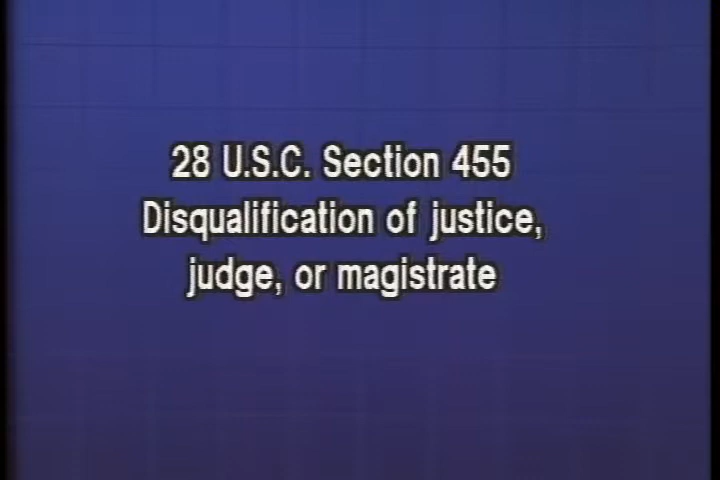 28 U.S.C. Section 455
Disqualification of justice,
judge, or magistrate